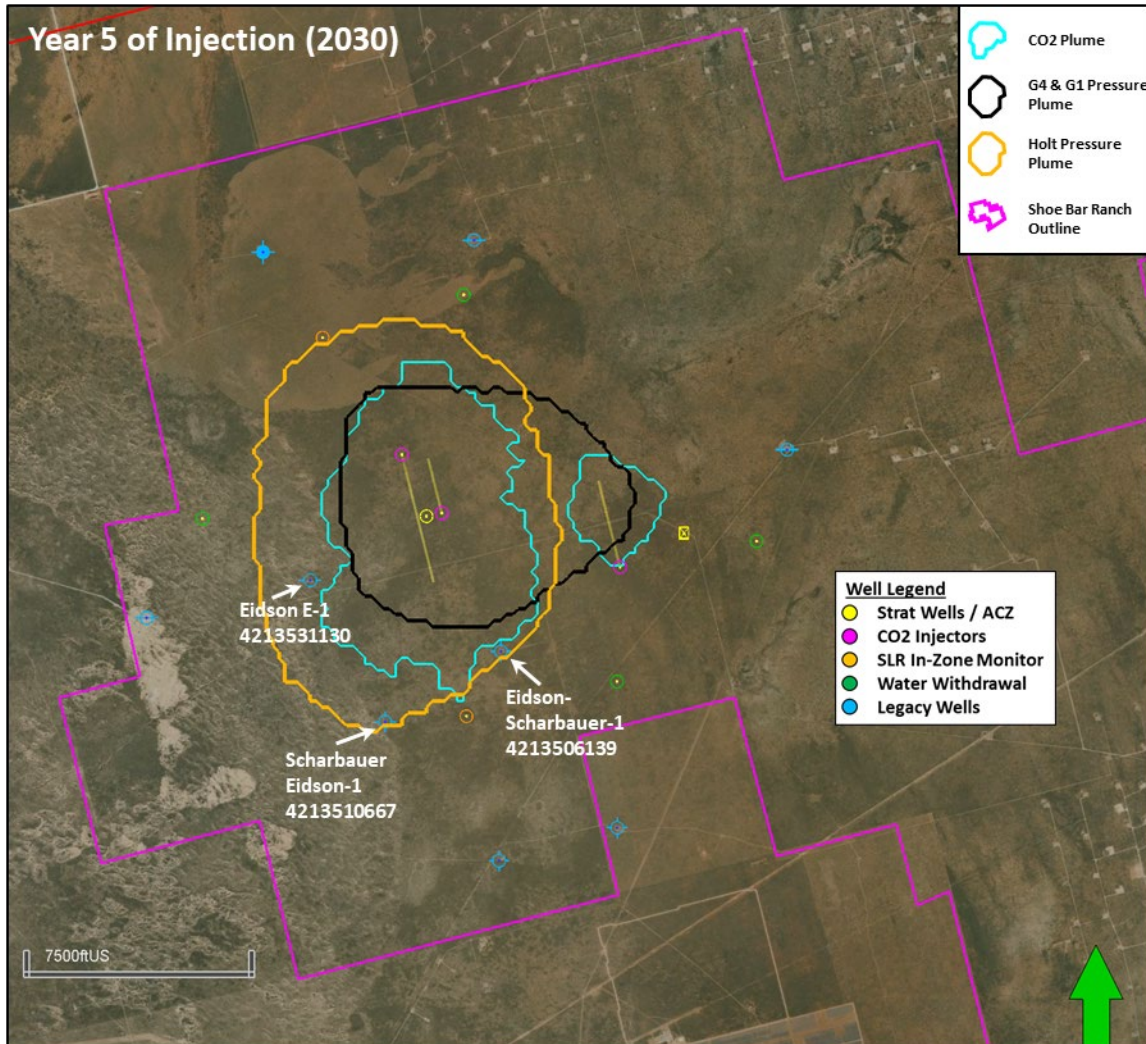 Year 5 of Injection (2030)
CO2 Plume
G4 & G1 Pressure
Plume
Holt Pressure
Plume
Shoe Bar Ranch
Outline
Eidson E-1
4213531130
Scharbauer
Eidson-1
4213510667
Eidson-
Scharbauer-1
4213506139
Well Legend
Strat Wells / ACZ
CO2 Injectors
SLR In-Zone Monitor
Water Withdrawal
Legacy Wells
7500ftUS